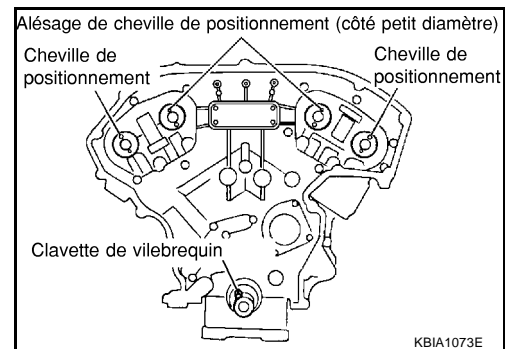 Alésage de cheville de positionnement (côté petit diamètre)
Cheville de
positionnement
Cheville de
positionnement
Clavette de vilebrequin
KBIA1073E